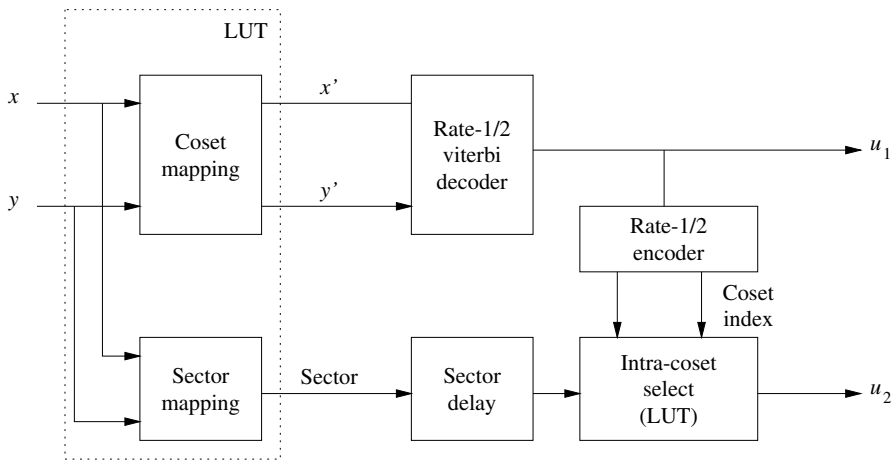 LUT
x
x'
Coset
mapping
Rate-1/2
viterbi
decoder
u1
y
y'
Rate-1/2
encoder
Coset
index
Sector
mapping
Sector
Sector
delay
Intra-coset
select
(LUT)
u2